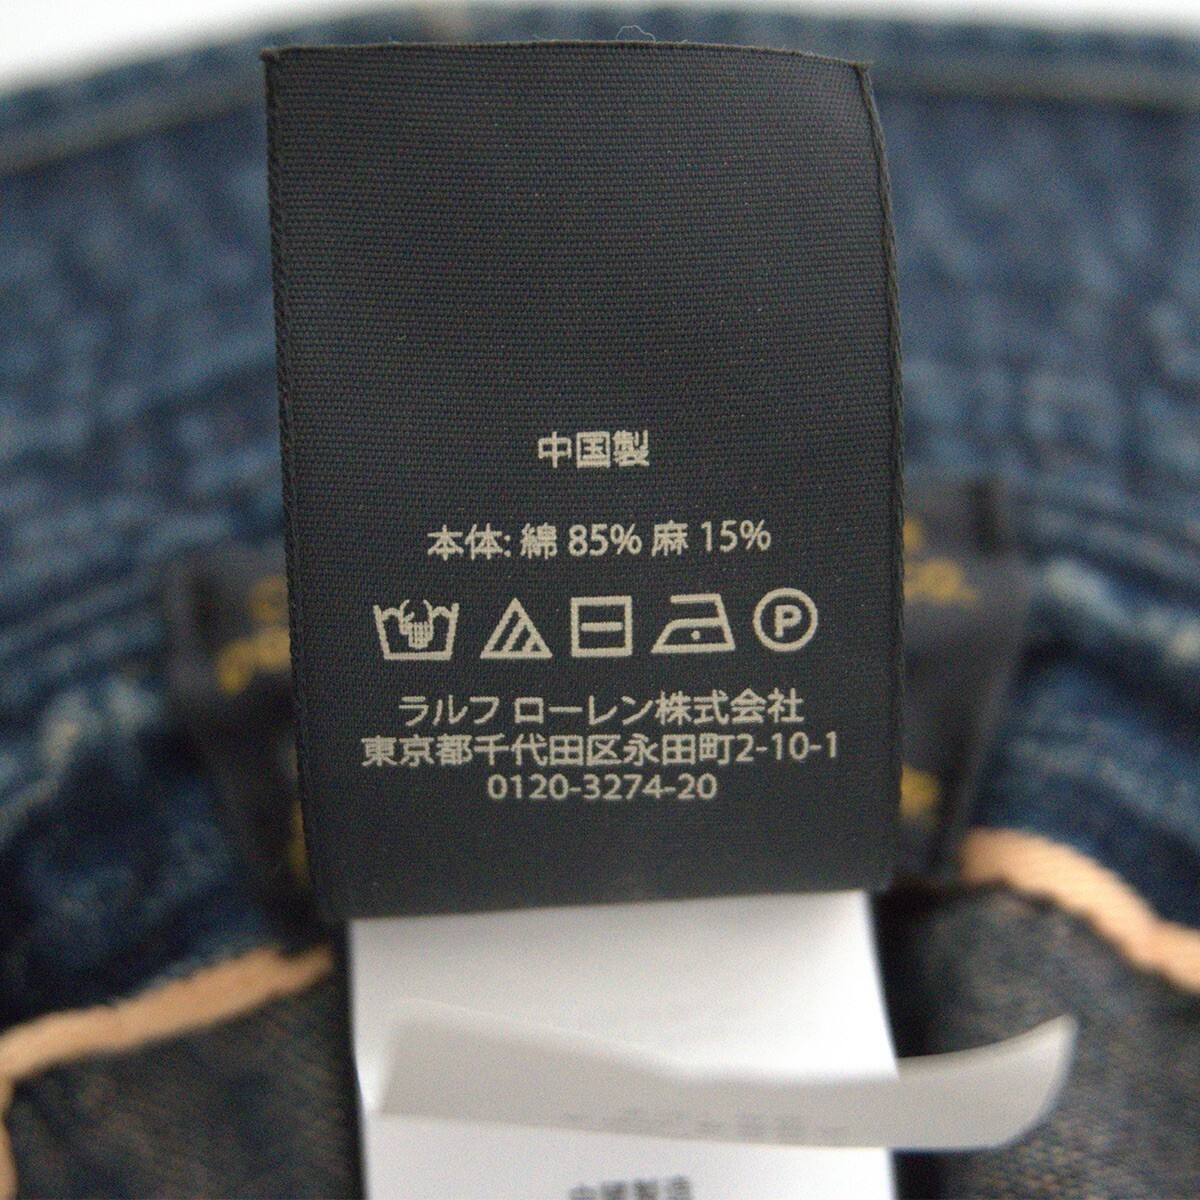 中国製
本体: 綿 85% 麻 15%
P
ラルフ ローレン株式会社
東京都千代田区永田町2-10-1
0120-3274-20